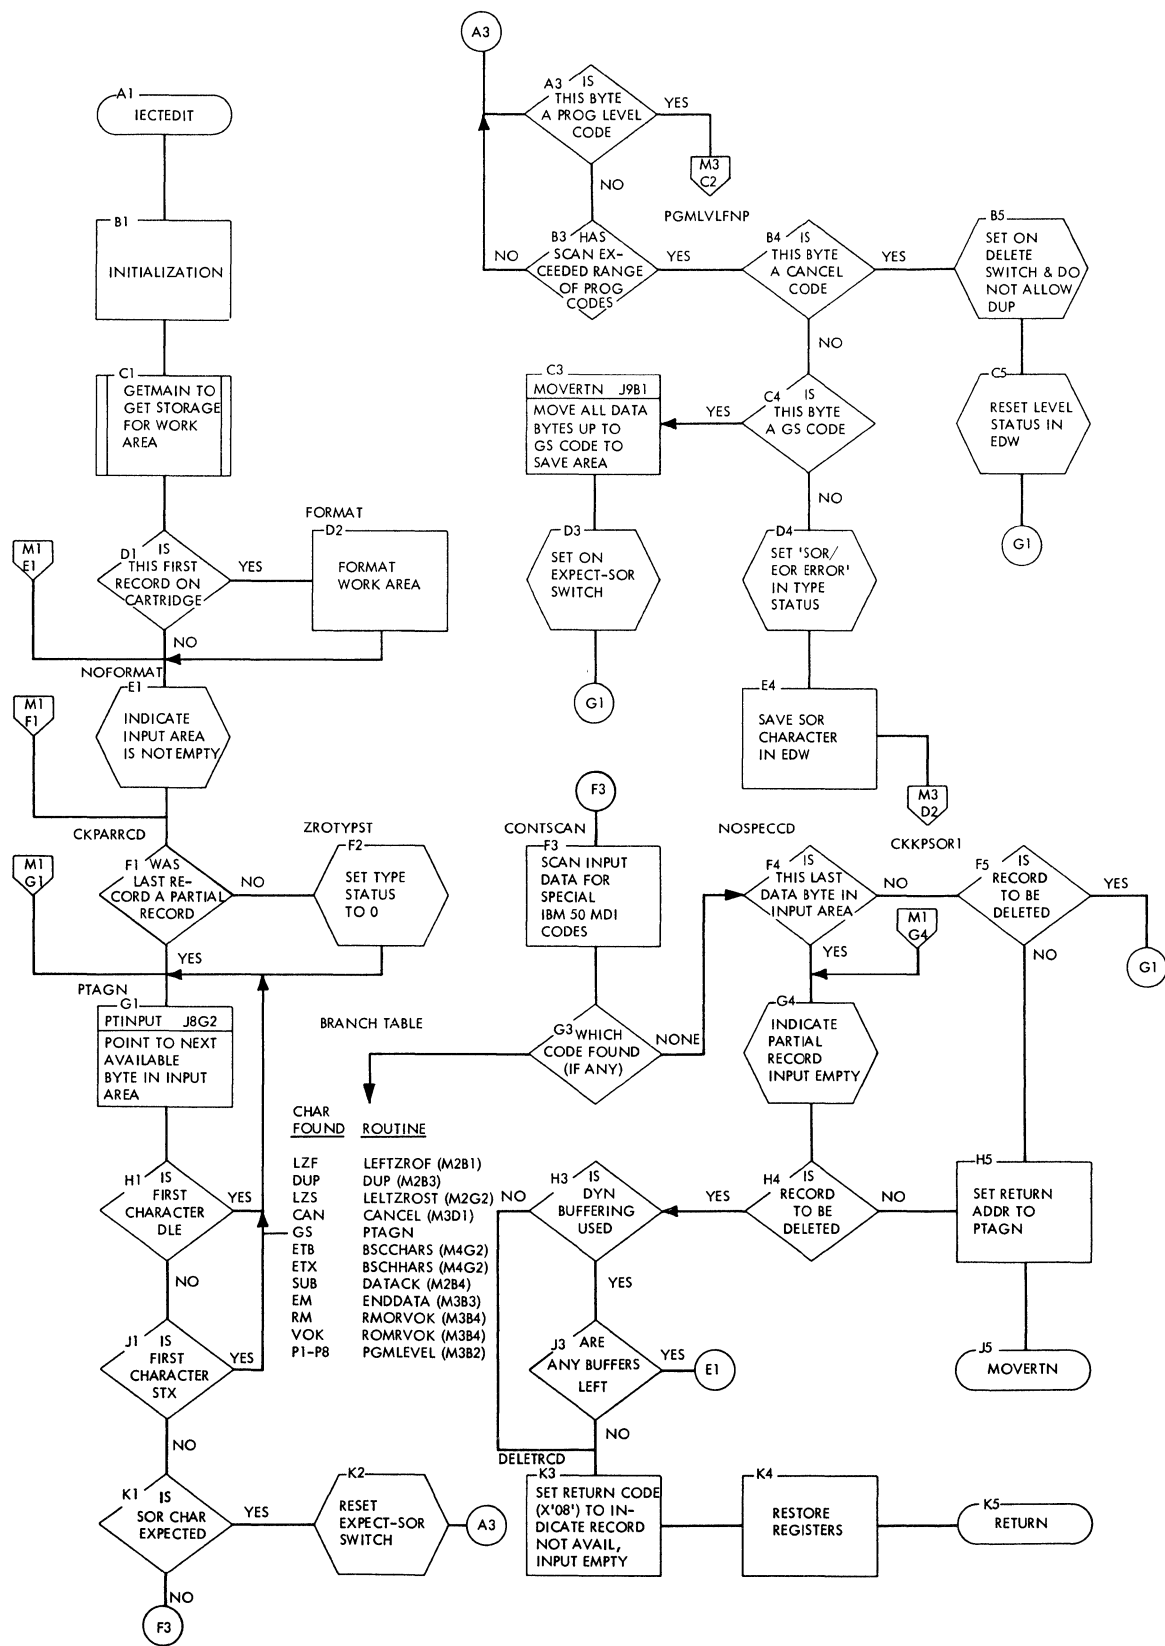 A3
A1
IECTEDIT
B1
INITIALIZATION
C1
GETMAIN TO
GET STORAGE
FOR WORK
AREA
M1
E1
D1 IS
THIS FIRST
RECORD ON
CARTRIDGE
YES
NO
FORMAT
D2
FORMAT
WORK AREA
NOFORMAT
E1
INDICATE
INPUT AREA
IS NOT EMPTY
M1
F1
CKPARRCD
F1 WAS
LAST RE-
CORD A PARTIAL
RECORD
NO
YES
ZROTYPST
F2
SET TYPE
STATUS
TO 0
M1
G1
PTAGN
G1
PTINPUT J8G2
POINT TO NEXT
AVAILABLE
BYTE IN INPUT
AREA
H1 IS
FIRST
CHARACTER
DLE
YES
NO
J1 IS
FIRST
CHARACTER
STX
YES
NO
K1 IS
SOR CHAR
EXPECTED
YES
NO
F3
K2
RESET
EXPECT-SOR
SWITCH
A3
A3 IS
THIS BYTE
A PROG LEVEL
CODE
YES
NO
M3
C2
PGMLVLFNP
B3 HAS
SCAN EX-
CEEDED RANGE
OF PROG
CODES
NO
YES
B4 IS
THIS BYTE
A CANCEL
CODE
YES
NO
B5
SET ON
DELETE
SWITCH & DO
NOT ALLOW
DUP
C5
RESET LEVEL
STATUS IN
EDW
G1
C4 IS
THIS BYTE
A GS CODE
YES
NO
C3
MOVERTN J9B1
MOVE ALL DATA
BYTES UP TO
GS CODE TO
SAVE AREA
D3
SET ON
EXPECT-SOR
SWITCH
G1
D4
SET 'SOR/
EOR ERROR'
IN TYPE
STATUS
E4
SAVE SOR
CHARACTER
IN EDW
M3
D2
CKKPSOR1
F3
CONTSCAN
F3
SCAN INPUT
DATA FOR
SPECIAL
IBM 50 MDI
CODES
G3 WHICH
CODE FOUND
(IF ANY)
NONE
BRANCH TABLE
CHAR
FOUND ROUTINE
LZF LEFTZROF (M2B1)
DUP DUP (M2B3)
LZS LELTZROST (M2G2)
CAN CANCEL (M3D1)
GS PTAGN
ETB BSCCHARS (M4G2)
ETX BSCHHARS (M4G2)
SUB DATACK (M2B4)
EM ENDDATA (M3B3)
RM RMORVOK (M3B4)
VOK ROMRVOK (M3B4)
P1-P8 PGMLEVEL (M3B2)
NOSPECCD
F4 IS
THIS LAST
DATA BYTE IN
INPUT AREA
NO
YES
M1
G4
F5 IS
RECORD
TO BE
DELETED
YES
NO
G1
G4
INDICATE
PARTIAL
RECORD
INPUT EMPTY
H4 IS
RECORD
TO BE
DELETED
YES
NO
H5
SET RETURN
ADDR TO
PTAGN
J5
MOVERTN
H3 IS
DYN
BUFFERING
USED
NO
YES
J3 ARE
ANY BUFFERS
LEFT
YES
E1
NO
DELETRCD
K3
SET RETURN CODE
(X'08') TO IN-
DICATE RECORD
NOT AVAIL,
INPUT EMPTY
K4
RESTORE
REGISTERS
K5
RETURN